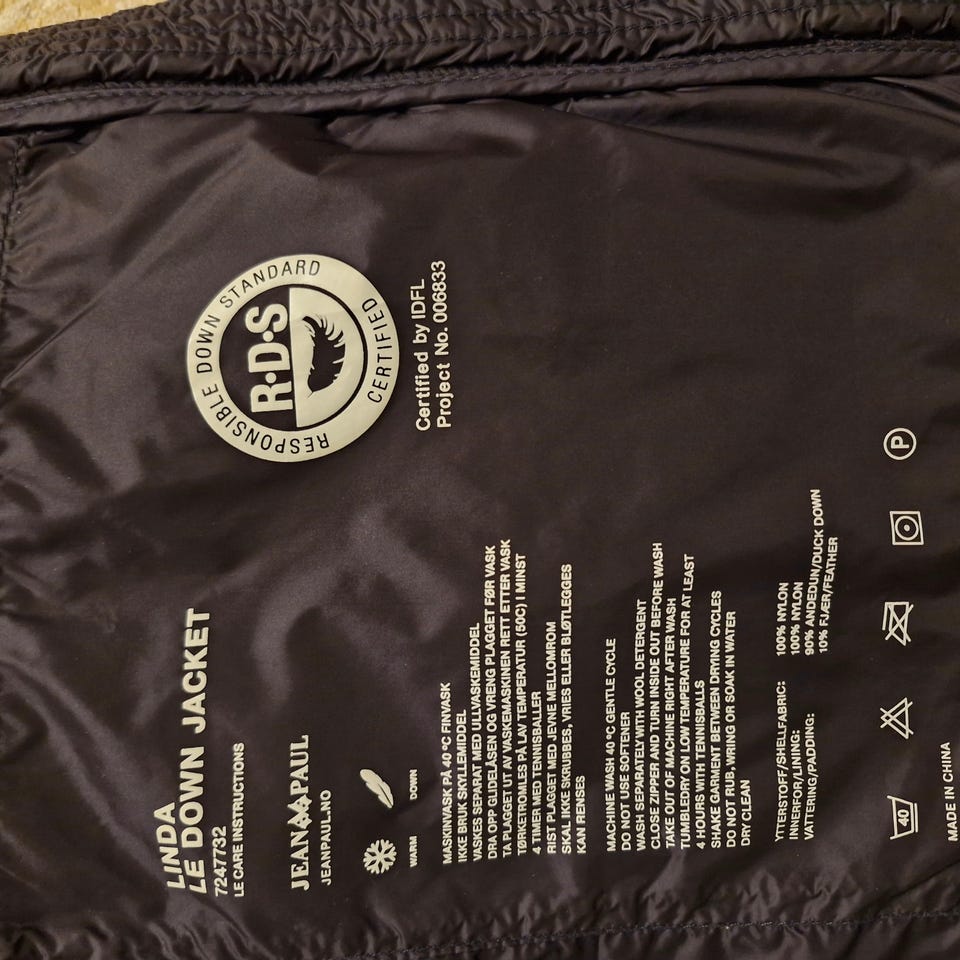 LINDA
LE DOWN JACKET
7247732
LE CARE INSTRUCTIONS
JEAN PAUL
JEANPAUL.NO
WARM
DOWN
MASKINVASK PÅ 40 °C FINVASK
IKKE BRUK SKYLLEMIDDEL
VASKES SEPARAT MED ULLVASKEMIDDEL
DRA OPP GLIDELÅSEN OG VRENG PLAGGET FØR VASK
TA PLAGGET UT AV VASKEMASKINEN RETT ETTER VASK
TØRKETROMLES PÅ LAV TEMPERATUR (50C) I MINST
4 TIMER MED TENNISBALLER
RIST PLAGGET MED JEVNE MELLOMROM
SKAL IKKE SKRUBBES, VRIES ELLER BLØTLEGGES
KAN RENSES
MACHINE WASH 40 °C GENTLE CYCLE
DO NOT USE SOFTENER
WASH SEPARATELY WITH WOOL DETERGENT
CLOSE ZIPPER AND TURN INSIDE OUT BEFORE WASH
TAKE OUT OF MACHINE RIGHT AFTER WASH
TUMBLEDRY ON LOW TEMPERATURE FOR AT LEAST
4 HOURS WITH TENNISBALLS
SHAKE GARMENT BETWEEN DRYING CYCLES
DO NOT RUB, WRING OR SOAK IN WATER
DRY CLEAN
YTTERSTOFF/SHELLFABRIC: 100% NYLON
INNERFOR/LINING: 100% NYLON
VATTERING/PADDING: 90% ANDEDUN/DUCK DOWN
10% FJÆR/FEATHER
40
P
MADE IN CHINA
RESPONSIBLE DOWN STANDARD
R·D·S
CERTIFIED
Certified by IDFL
Project No. 006833